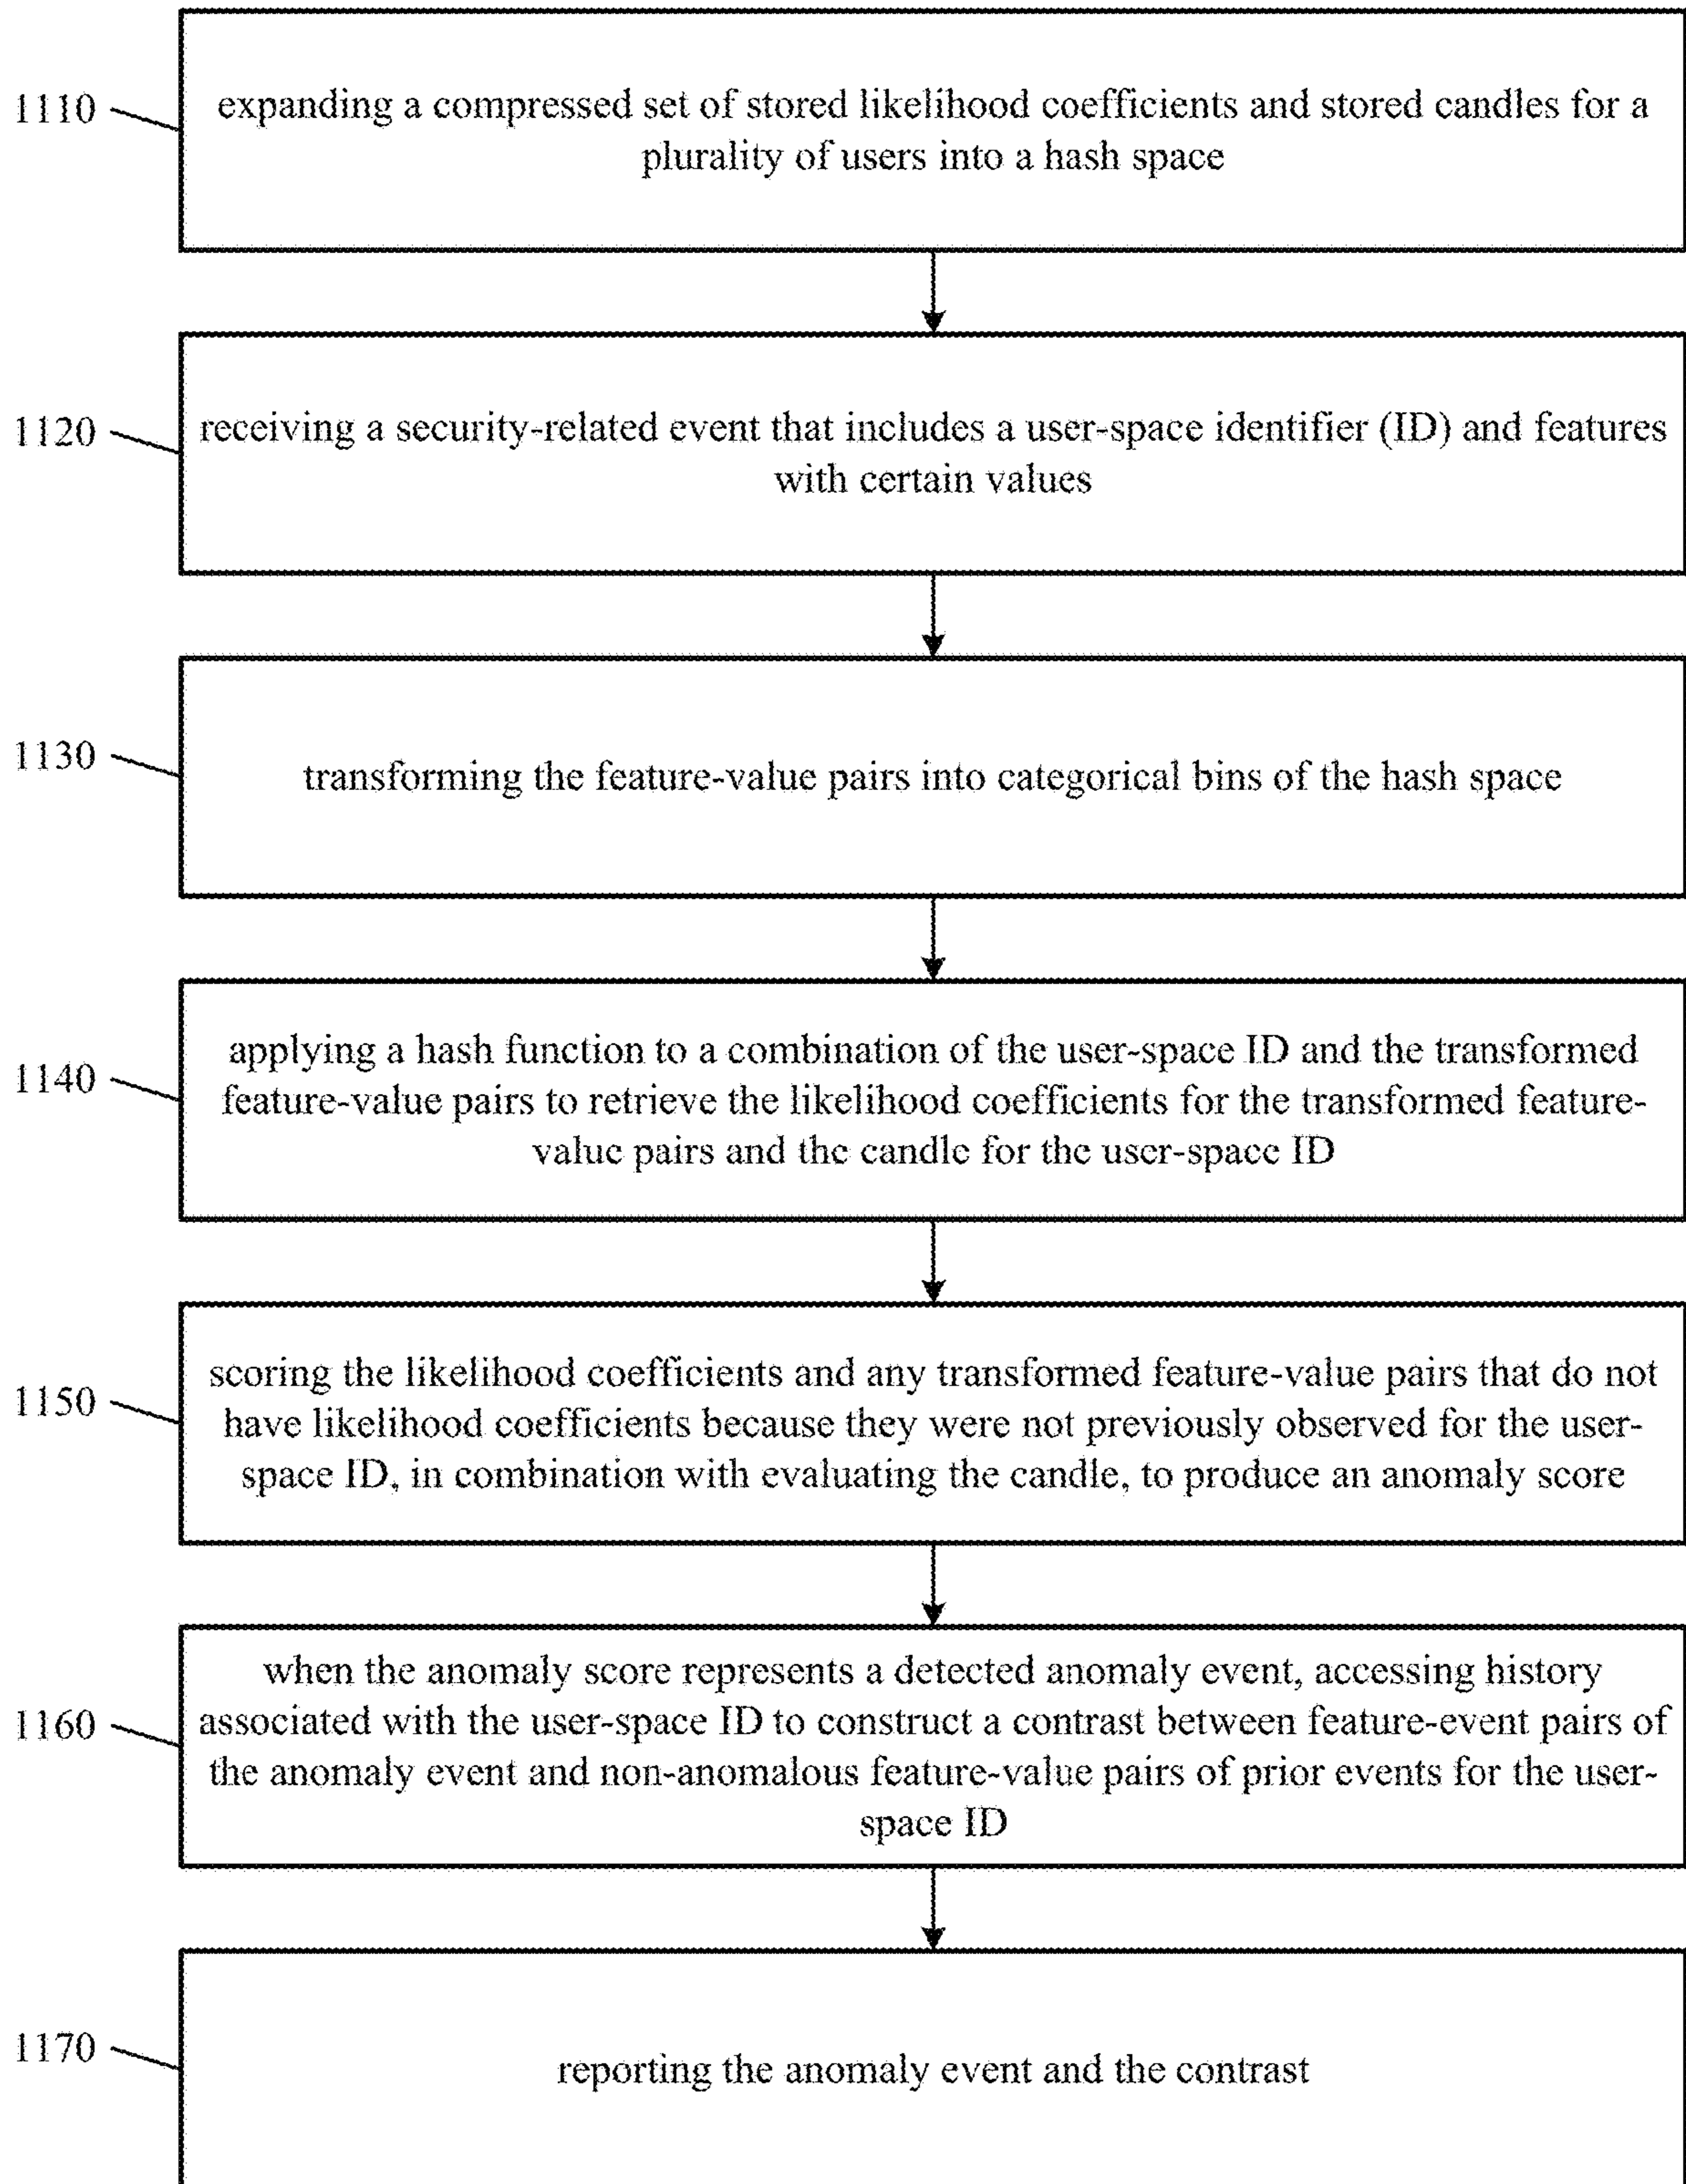 1110
expanding a compressed set of stored likelihood coefficients and stored candles for a
plurality of users into a hash space
1120
receiving a security-related event that includes a user-space identifier (ID) and features
with certain values
1130
transforming the feature-value pairs into categorical bins of the hash space
1140
applying a hash function to a combination of the user-space ID and the transformed
feature-value pairs to retrieve the likelihood coefficients for the transformed feature-
value pairs and the candle for the user-space ID
1150
scoring the likelihood coefficients and any transformed feature-value pairs that do not
have likelihood coefficients because they were not previously observed for the user-
space ID, in combination with evaluating the candle, to produce an anomaly score
1160
when the anomaly score represents a detected anomaly event, accessing history
associated with the user-space ID to construct a contrast between feature-event pairs of
the anomaly event and non-anomalous feature-value pairs of prior events for the user-
space ID
1170
reporting the anomaly event and the contrast